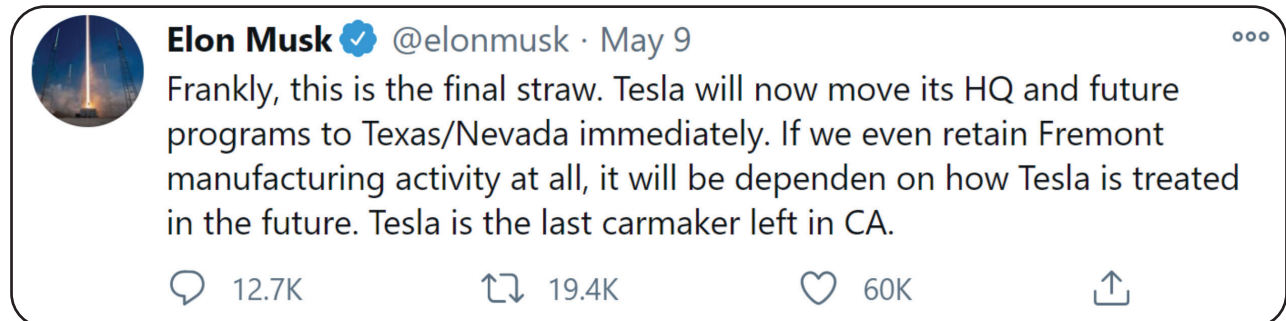 Elon Musk @elonmusk · May 9
Frankly, this is the final straw. Tesla will now move its HQ and future
programs to Texas/Nevada immediately. If we even retain Fremont
manufacturing activity at all, it will be dependen on how Tesla is treated
in the future. Tesla is the last carmaker left in CA.
12.7K 19.4K 60K